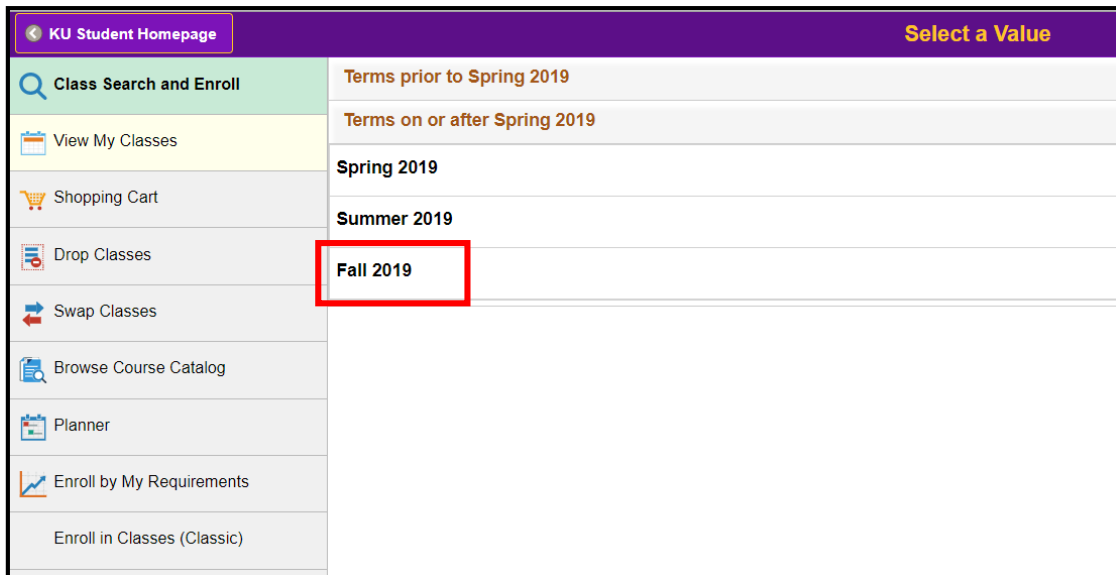 KU Student Homepage
Select a Value
Class Search and Enroll
View My Classes
Shopping Cart
Drop Classes
Swap Classes
Browse Course Catalog
Planner
Enroll by My Requirements
Enroll in Classes (Classic)
Terms prior to Spring 2019
Terms on or after Spring 2019
Spring 2019
Summer 2019
Fall 2019